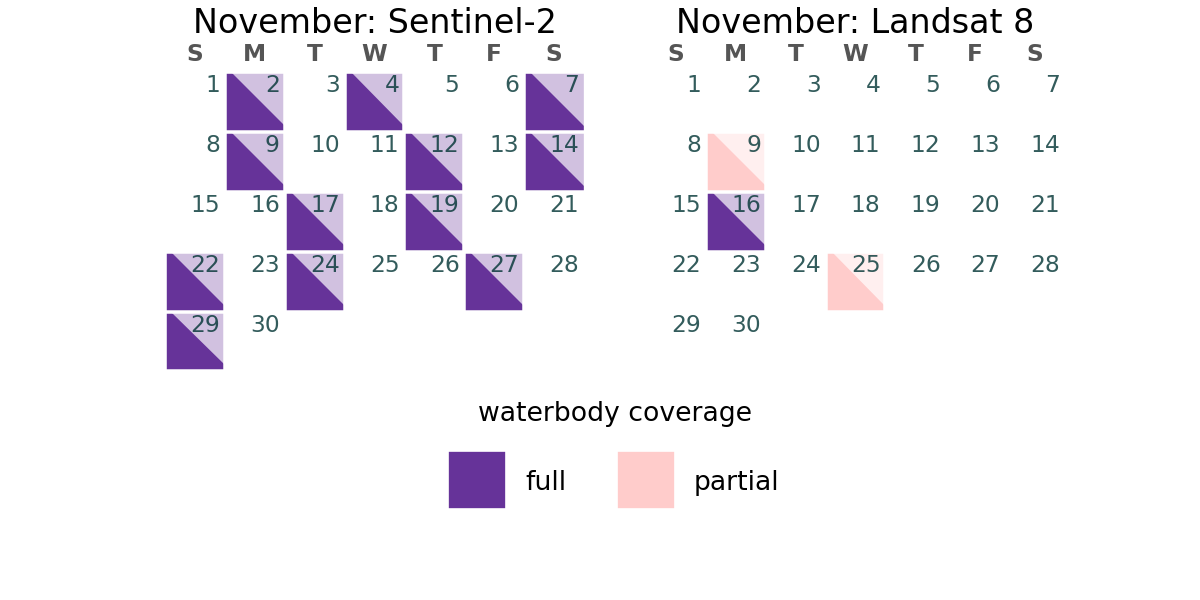 November: Sentinel-2
S M T W T F S
1 2 3 4 5 6 7
8 9 10 11 12 13 14
15 16 17 18 19 20 21
22 23 24 25 26 27 28
29 30
November: Landsat 8
S M T W T F S
1 2 3 4 5 6 7
8 9 10 11 12 13 14
15 16 17 18 19 20 21
22 23 24 25 26 27 28
29 30
waterbody coverage
full partial